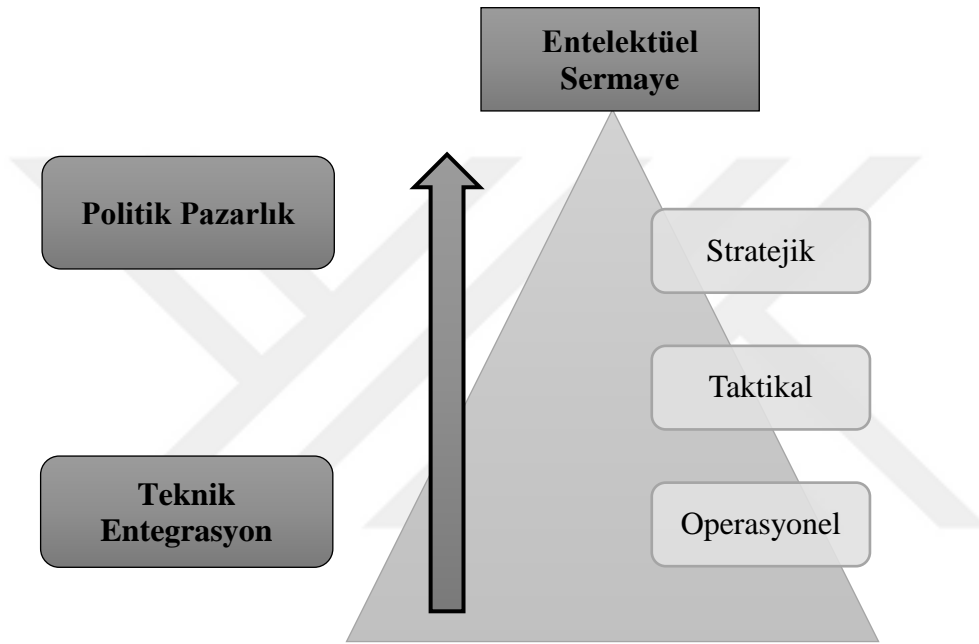 Entelektüel
Sermaye
Politik Pazarlık
Stratejik
Taktikal
Teknik
Entegrasyon
Operasyonel